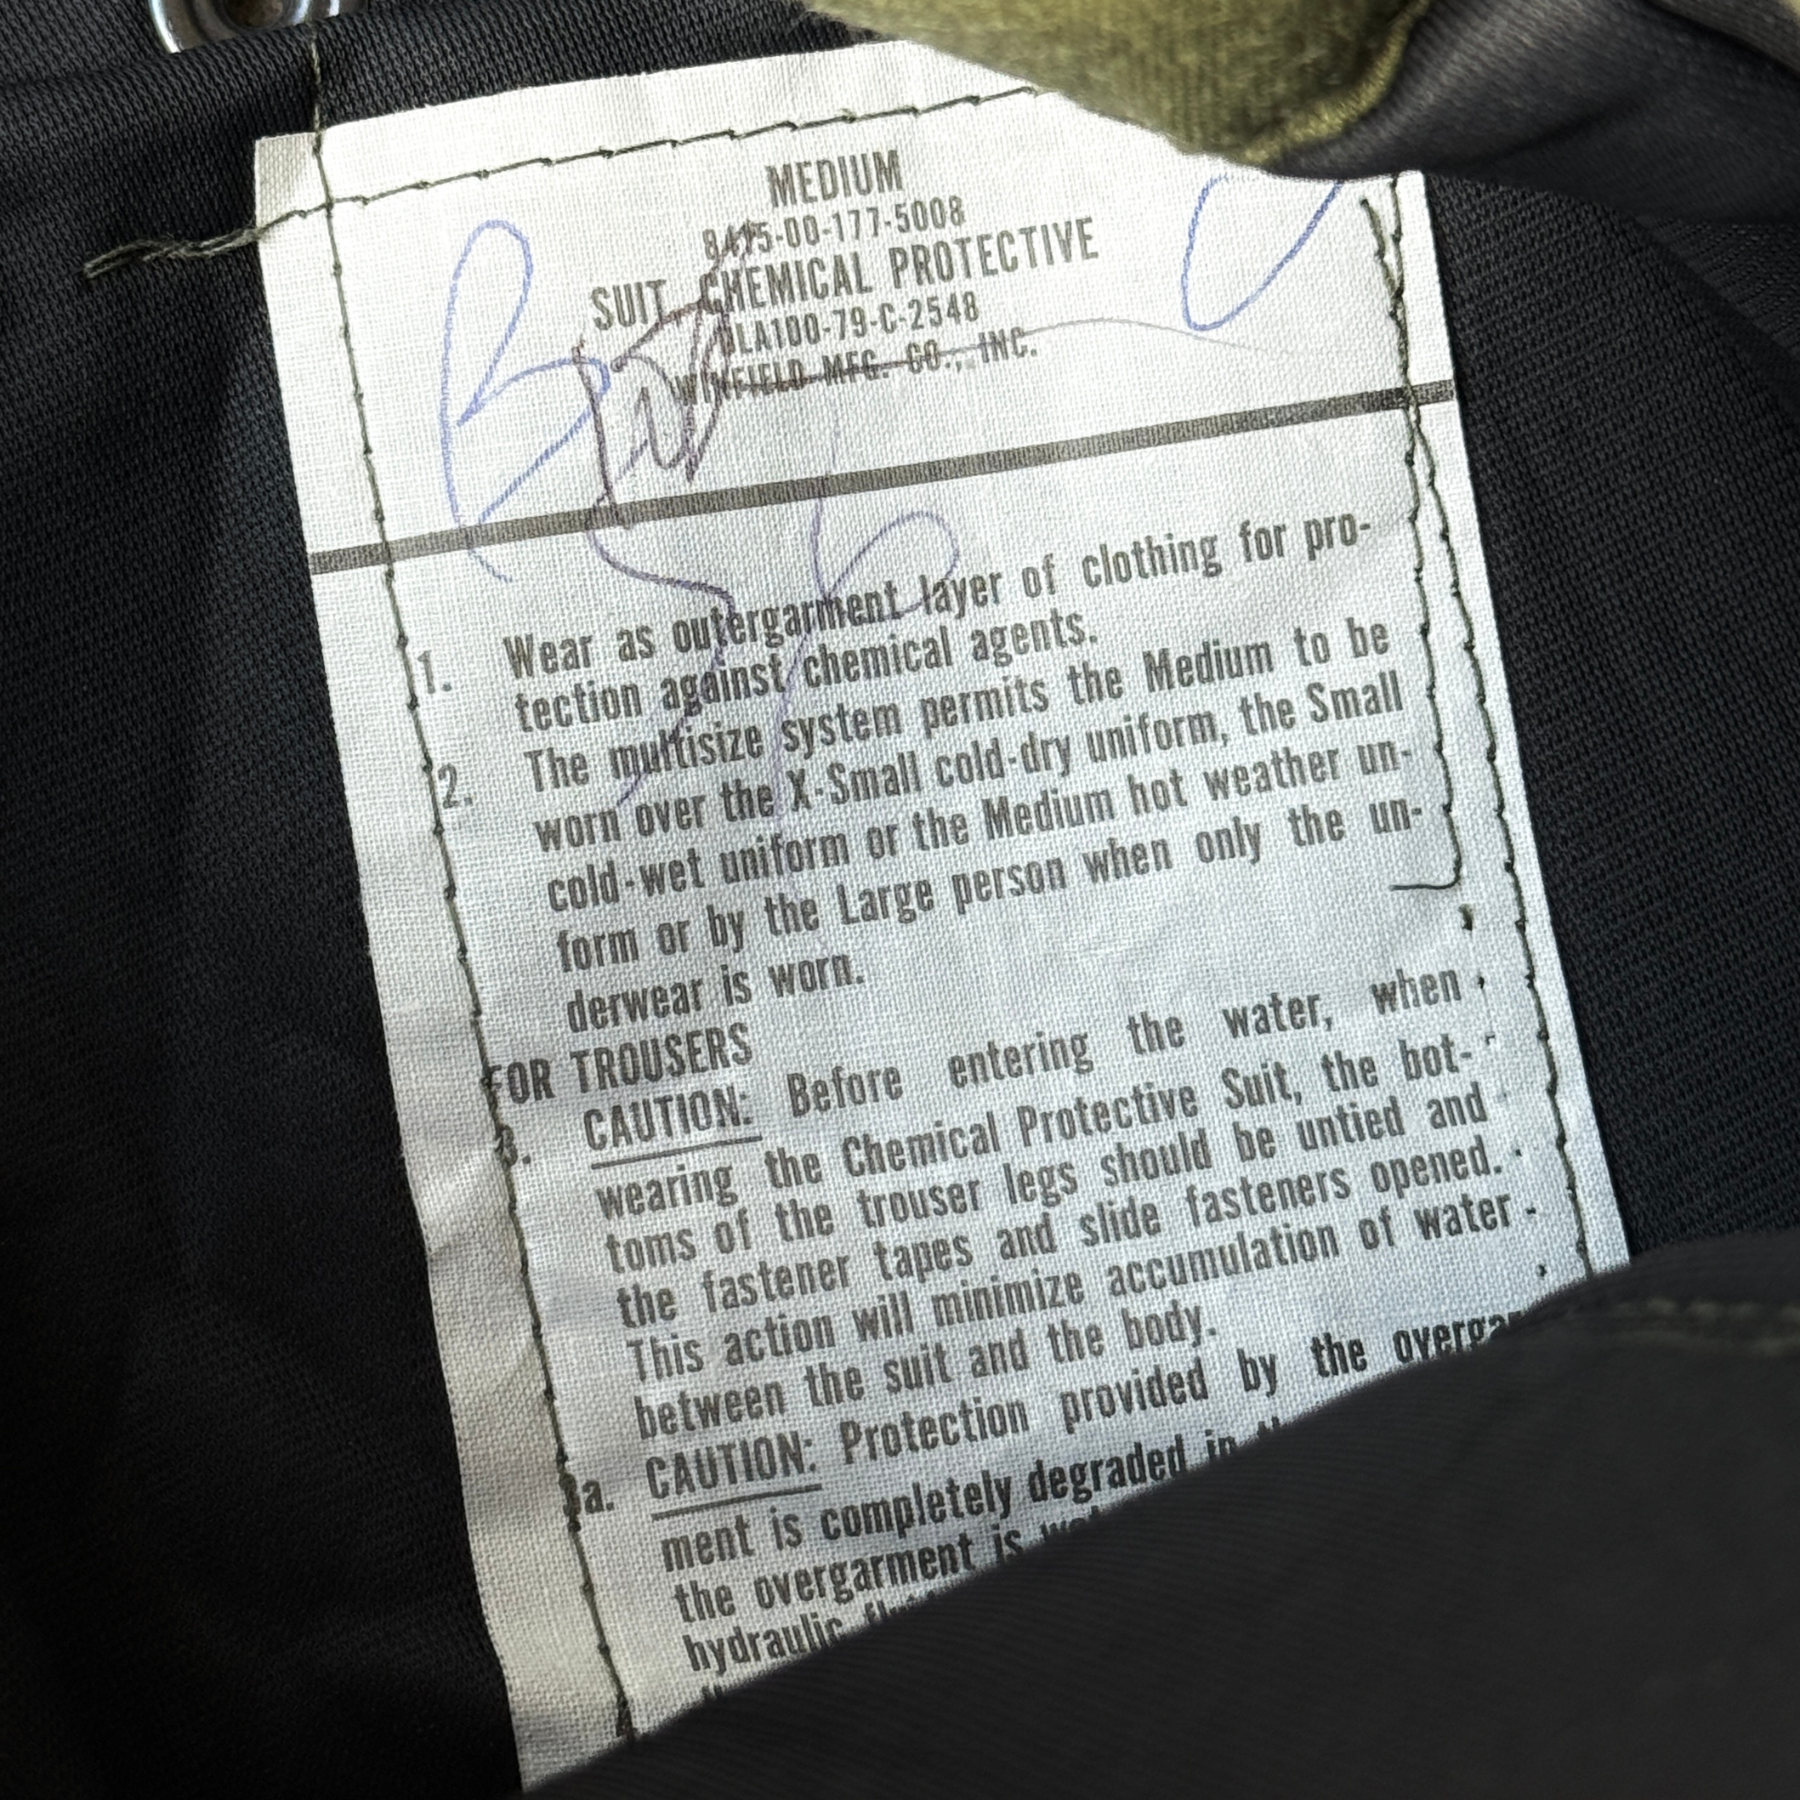 MEDIUM
8415-00-177-5008
SUIT, CHEMICAL PROTECTIVE
DLA100-79-C-2548
WINFIELD MFG. CO., INC.
1. Wear as outergarment layer of clothing for pro-
tection against chemical agents.
2. The multisize system permits the Medium to be
worn over the X-Small cold-dry uniform, the Small
cold-wet uniform or the Medium hot weather un-
form or by the Large person when only the un-
derwear is worn.
FOR TROUSERS
3. CAUTION: Before entering the water, when
wearing the Chemical Protective Suit, the bot-
toms of the trouser legs should be untied and
the fastener tapes and slide fasteners opened.
This action will minimize accumulation of water
between the suit and the body.
a. CAUTION: Protection provided by the
ment is completely degraded in
the overgarment is
hydraulic